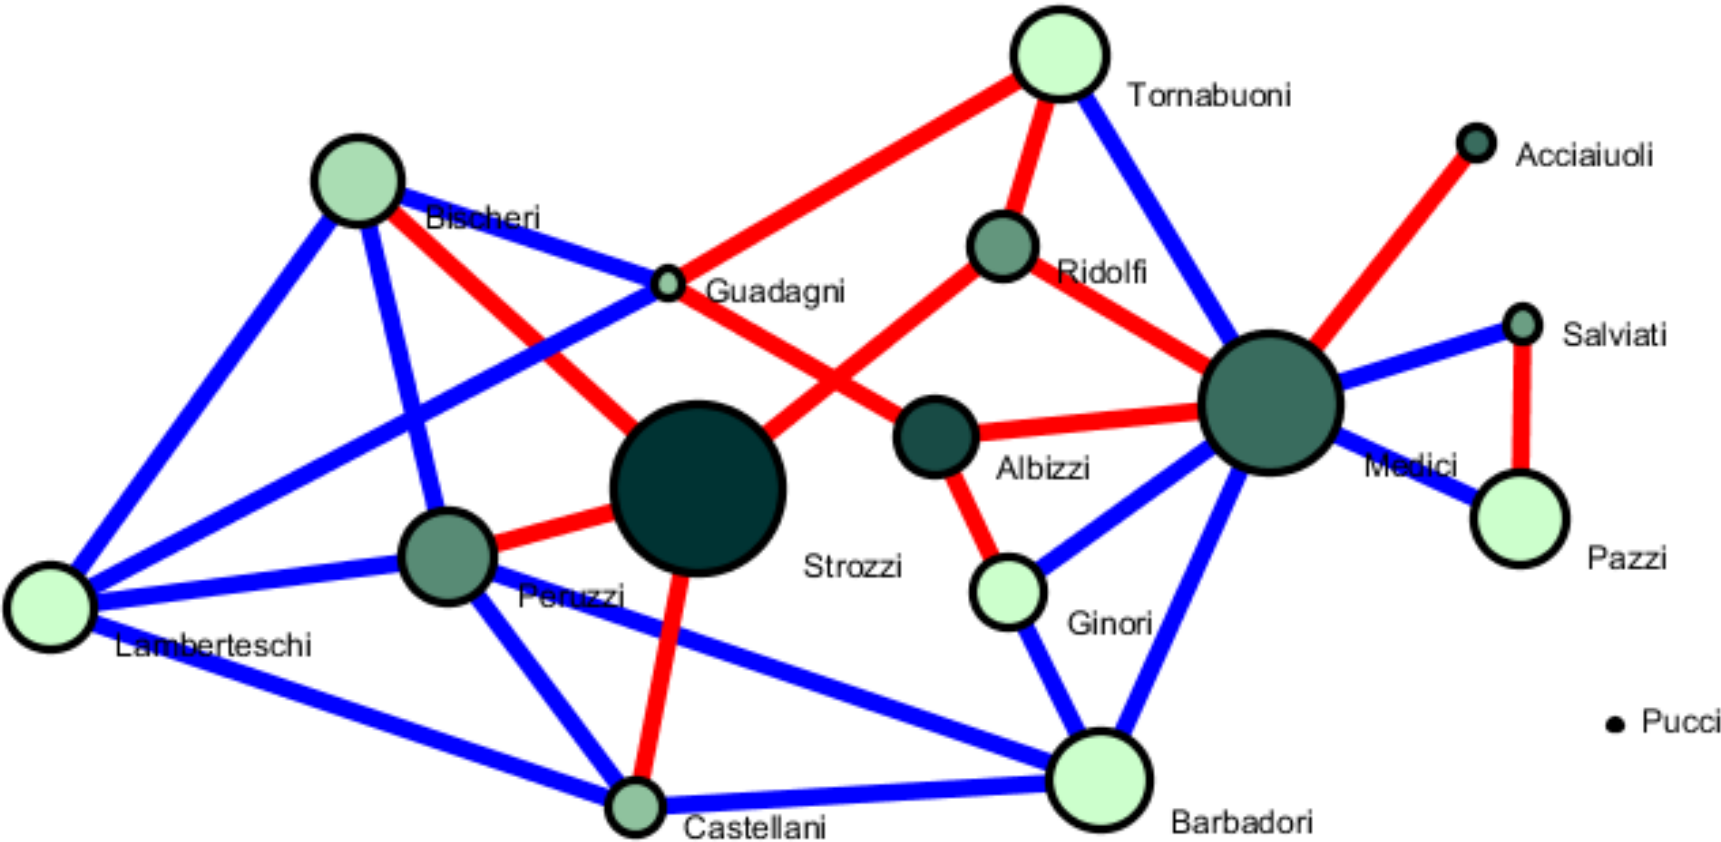 Tornabuoni
Acciaiuoli
Bischeri
Ridolfi
Guadagni
Salviati
Albizzi
Medici
Pazzi
Strozzi
Peruzzi
Ginori
Lamberteschi
Pucci
Barbadori
Castellani